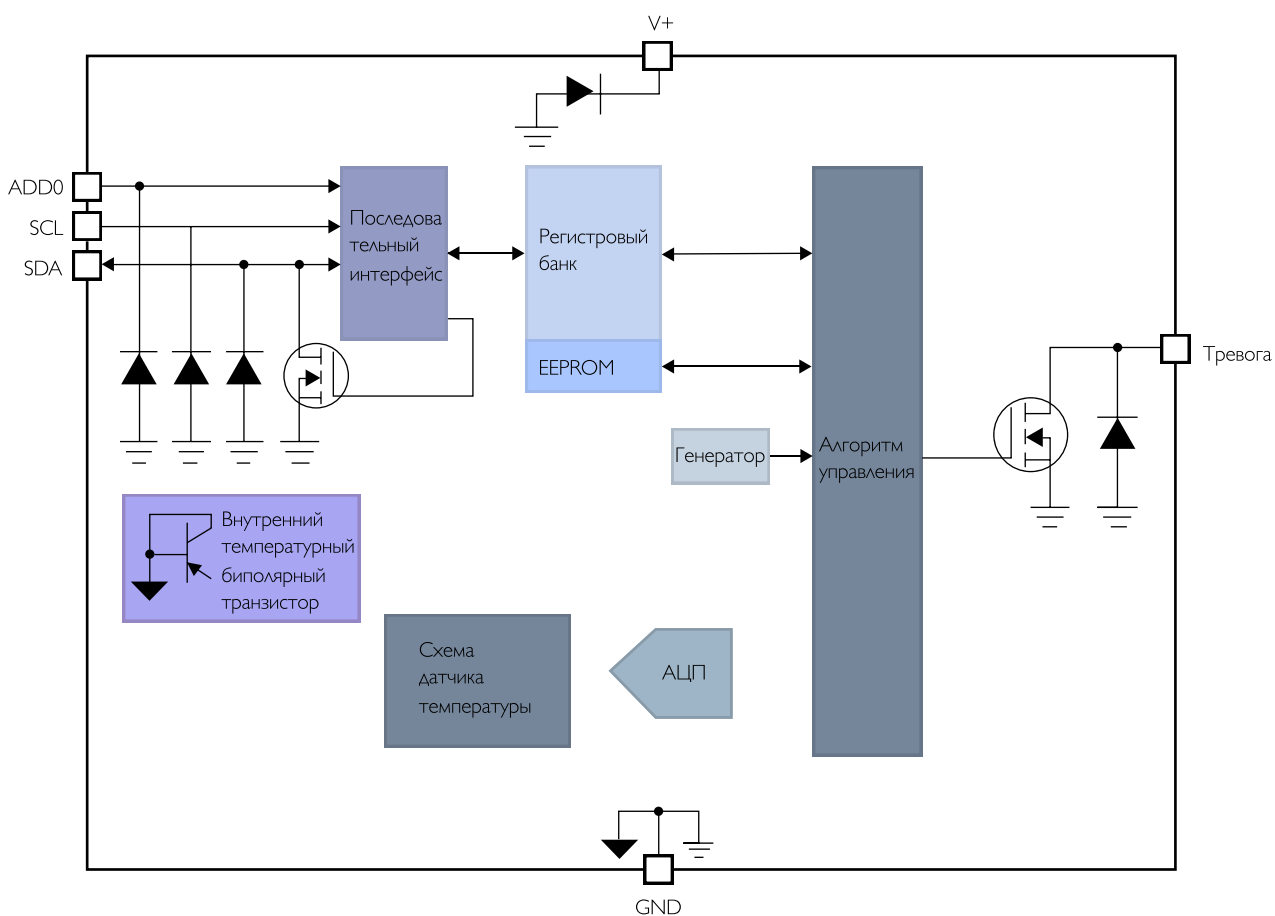 V+
ADD0
SCL
SDA
Последова
тельный
интерфейс
Регистровый
банк
EEPROM
Генератор
Алгоритм
управления
Тревога
Внутренний
температурный
биполярный
транзистор
Схема
датчика
температуры
АЦП
GND